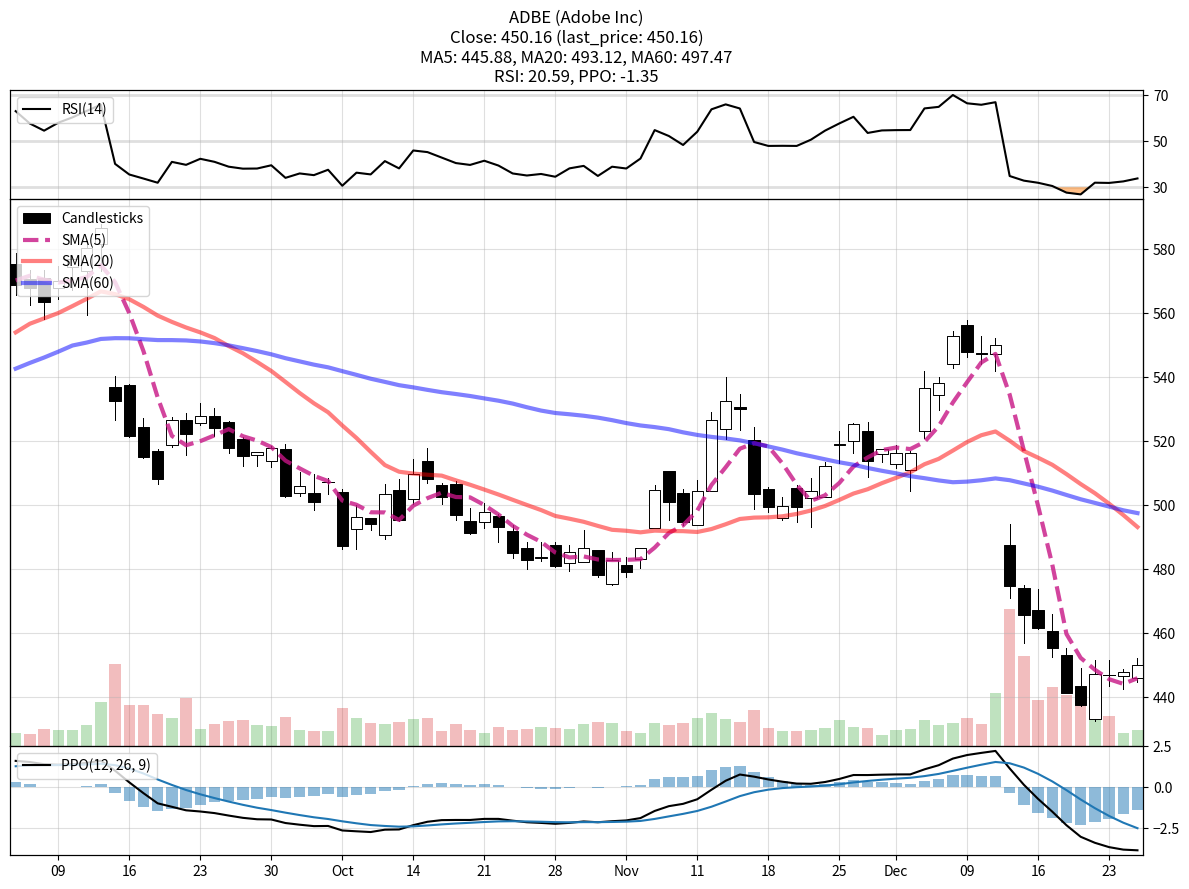 ADBE (Adobe Inc)
Close: 450.16 (last_price: 450.16)
MA5: 445.88, MA20: 493.12, MA60: 497.47
RSI: 20.59, PPO: -1.35
RSI(14)
70
50
30
Candlesticks
SMA(5)
SMA(20)
SMA(60)
580
560
540
520
500
480
460
440
PPO(12, 26, 9)
2.5
0.0
−2.5
09 16 23 30 Oct 14 21 28 Nov 11 18 25 Dec 09 16 23